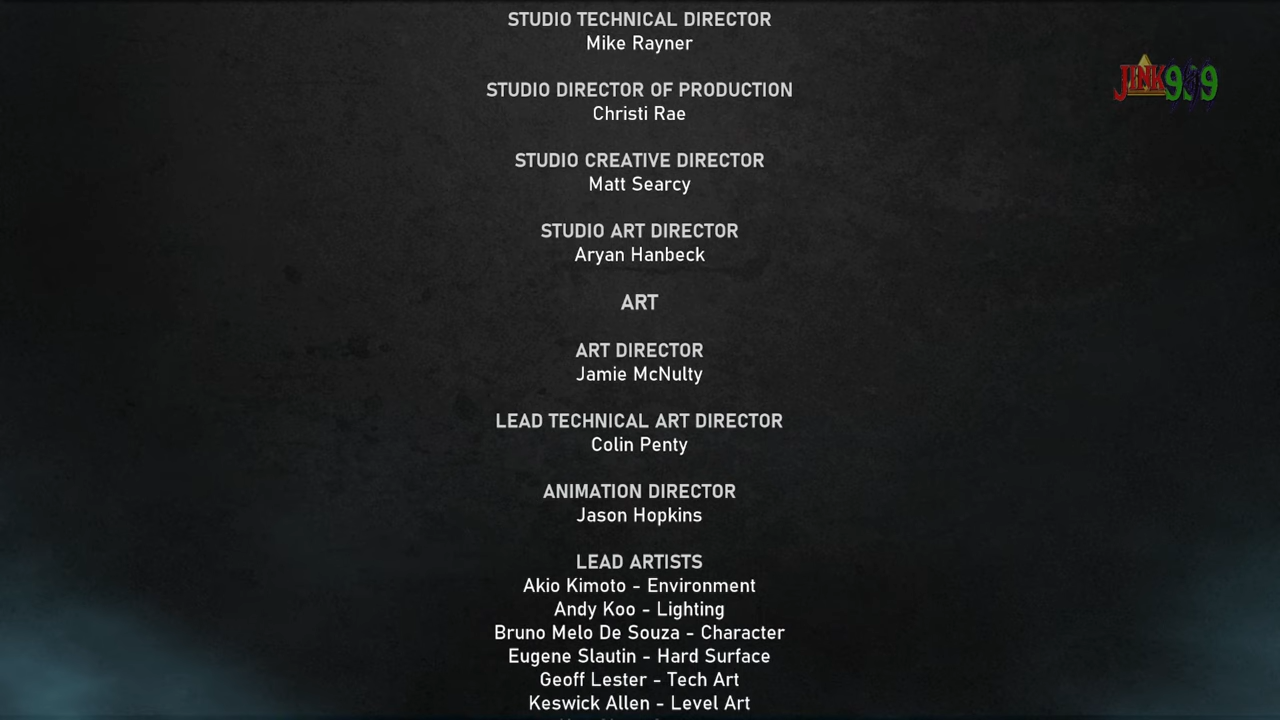 STUDIO TECHNICAL DIRECTOR
Mike Rayner
JINK999
STUDIO DIRECTOR OF PRODUCTION
Christi Rae
STUDIO CREATIVE DIRECTOR
Matt Searcy
STUDIO ART DIRECTOR
Aryan Hanbeck
ART
ART DIRECTOR
Jamie McNulty
LEAD TECHNICAL ART DIRECTOR
Colin Penty
ANIMATION DIRECTOR
Jason Hopkins
LEAD ARTISTS
Akio Kimoto - Environment
Andy Koo - Lighting
Bruno Melo De Souza - Character
Eugene Slautin - Hard Surface
Geoff Lester - Tech Art
Keswick Allen - Level Art